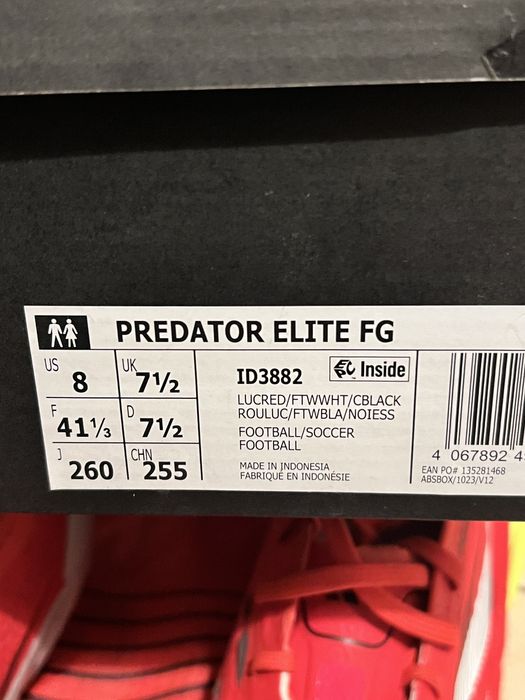 PREDATOR ELITE FG
US 8 UK 7½
F 41⅓ D 7½
J 260 CHN 255
ID3882 Inside
LUCRED/FTWWHT/CBLACK
ROULUC/FTWBLA/NOIESS
FOOTBALL/SOCCER
FOOTBALL
MADE IN INDONESIA
FABRIQUÉ EN INDONÉSIE
4 067892
EAN PO# 135281468
ABSBOX/1023/V12